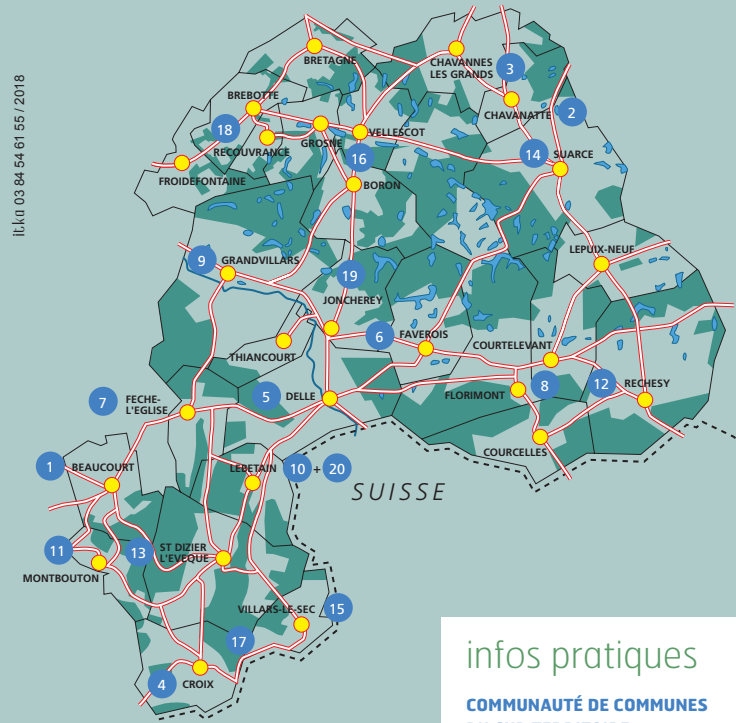 it.ka 03 84 54 61 55 / 2018
BRETAGNE
CHAVANNES
LES GRANDS
3
BREBOTTE
CHAVANATTE
2
18
RECOUVRANCE
GROSNE
VELLESCOT
16
14
SUARCE
FROIDEFONTAINE
BORON
9
GRANDVILLARS
LEPUIX-NEUF
19
JONCHEREY
6
FAVEROIS
COURTELEVANT
THIANCOURT
7
FECHE-
L'EGLISE
5
DELLE
FLORIMONT
8
12
RECHESY
COURCELLES
1
BEAUCOURT
LEBETAIN
10 + 20
SUISSE
11
13
ST DIZIER
L'EVEQUE
MONTBOUTON
VILLARS-LE-SEC
15
17
4
CROIX
infos pratiques
COMMUNAUTÉ DE COMMUNES